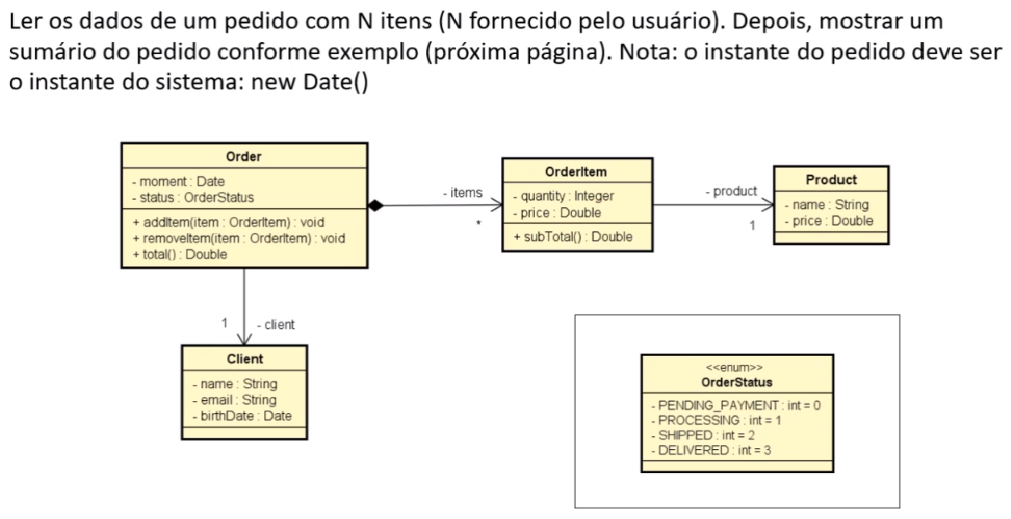 Ler os dados de um pedido com N itens (N fornecido pelo usuário). Depois, mostrar um
sumário do pedido conforme exemplo (próxima página). Nota: o instante do pedido deve ser
o instante do sistema: new Date()
Order
- moment : Date
- status : OrderStatus
+ addItem(item : OrderItem) : void
+ removeItem(item : OrderItem) : void
+ total() : Double
- items
*
OrderItem
- quantity : Integer
- price : Double
+ subTotal() : Double
- product
1
Product
- name : String
- price : Double
1
- client
Client
- name : String
- email : String
- birthDate : Date
<<enum>>
OrderStatus
- PENDING_PAYMENT : int = 0
- PROCESSING : int = 1
- SHIPPED : int = 2
- DELIVERED : int = 3